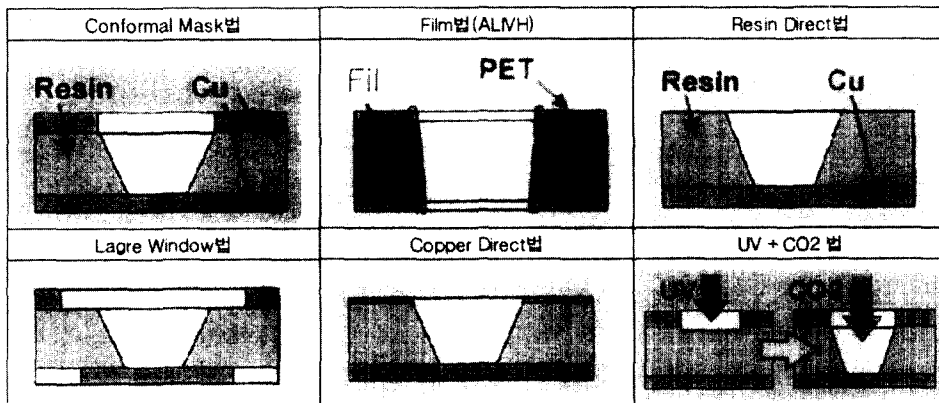 Conformal Mask법
Film법(ALIVH)
Resin Direct법
Resin
Cu
Fil
PET
Resin
Cu
Lagre Window법
Copper Direct법
UV + CO2 법
UV
CO2